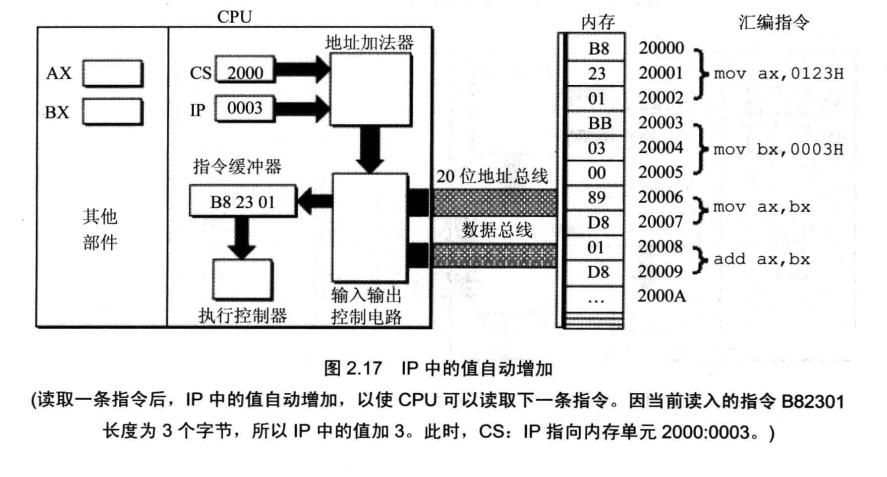 CPU
内存
汇编指令
地址加法器
AX
CS 2000
BX
IP 0003
指令缓冲器
B8 23 01
其他
部件
执行控制器
输入输出
控制电路
20 位地址总线
数据总线
B8 20000
23 20001 mov ax,0123H
01 20002
BB 20003
03 20004 mov bx,0003H
00 20005
89 20006
mov ax,bx
D8 20007
01 20008
add ax,bx
D8 20009
… 2000A
图 2.17 IP 中的值自动增加
(读取一条指令后，IP 中的值自动增加，以使 CPU 可以读取下一条指令。因当前读入的指令 B82301
长度为 3 个字节，所以 IP 中的值加 3。此时，CS：IP 指向内存单元 2000:0003。)